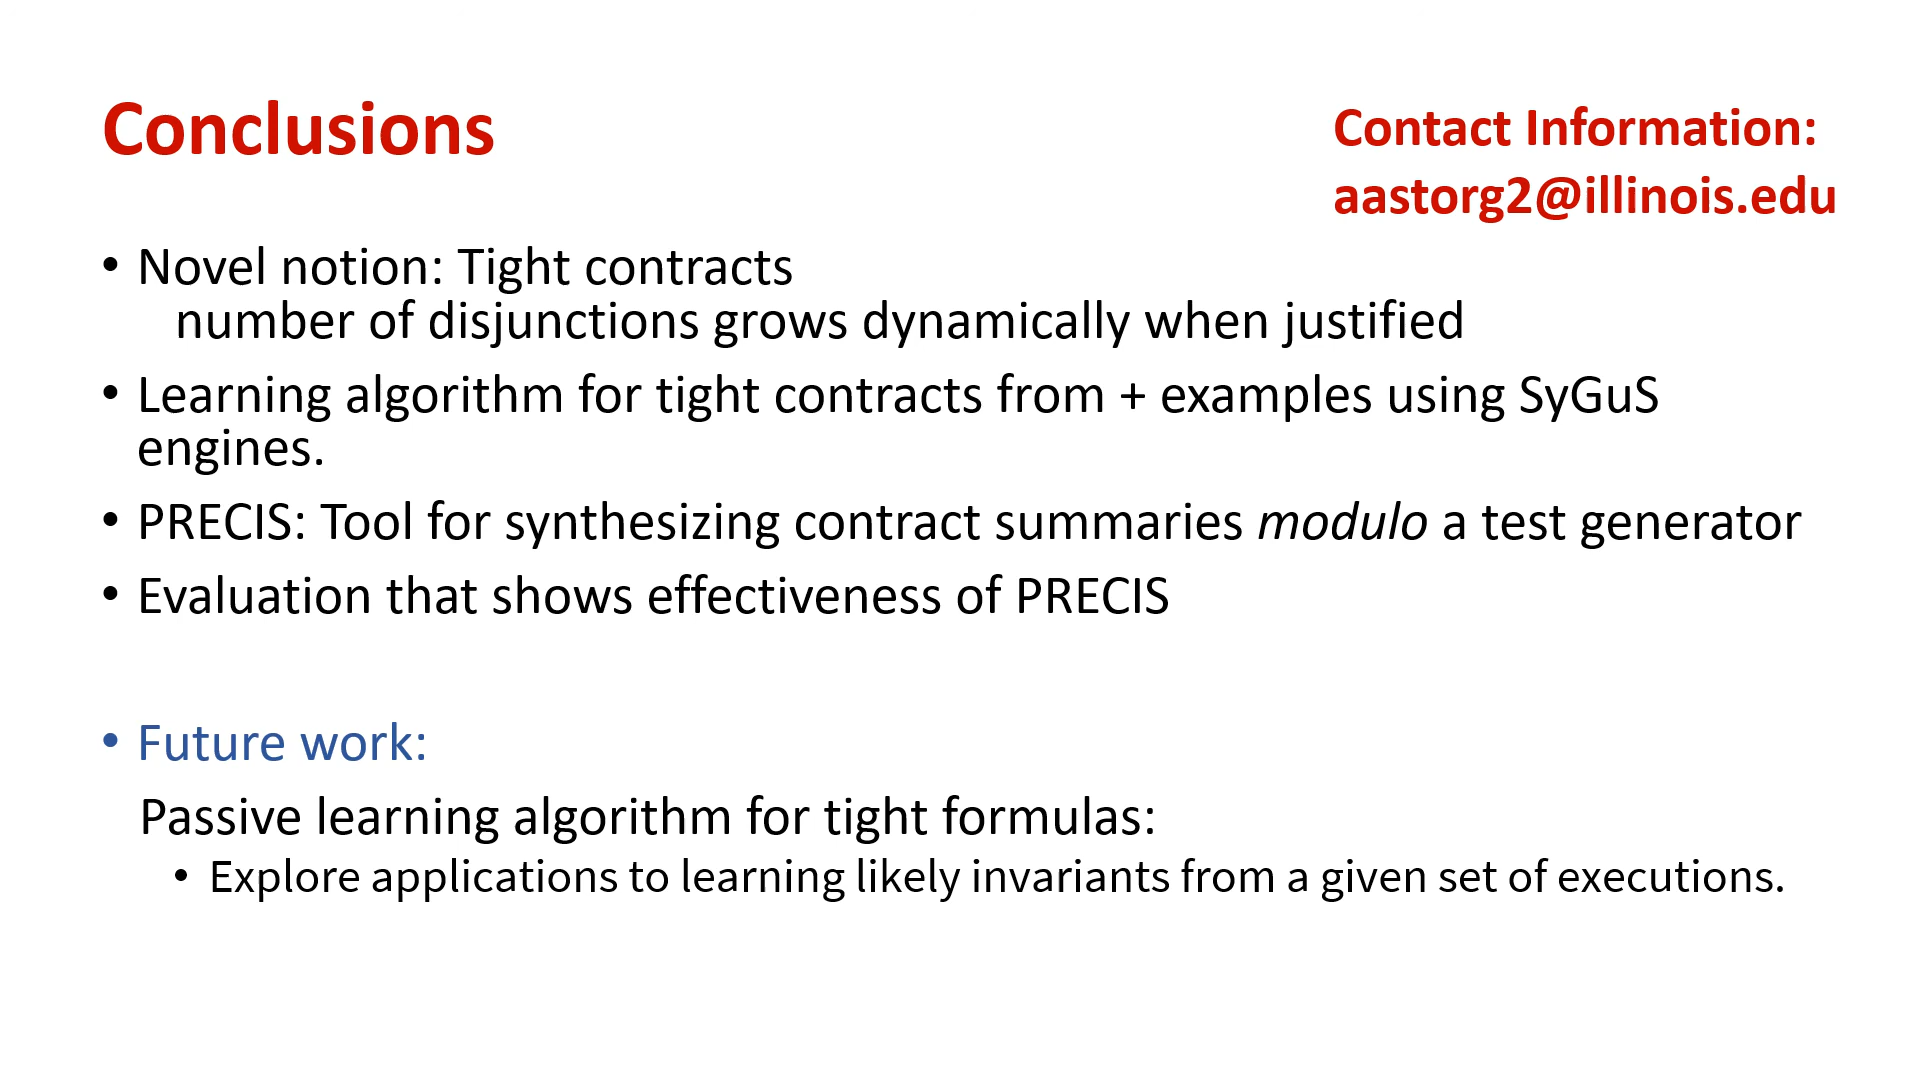 Conclusions
Contact Information:
aastorg2@illinois.edu
• Novel notion: Tight contracts
number of disjunctions grows dynamically when justified
• Learning algorithm for tight contracts from + examples using SyGuS
engines.
• PRECIS: Tool for synthesizing contract summaries modulo a test generator
• Evaluation that shows effectiveness of PRECIS
• Future work:
Passive learning algorithm for tight formulas:
• Explore applications to learning likely invariants from a given set of executions.